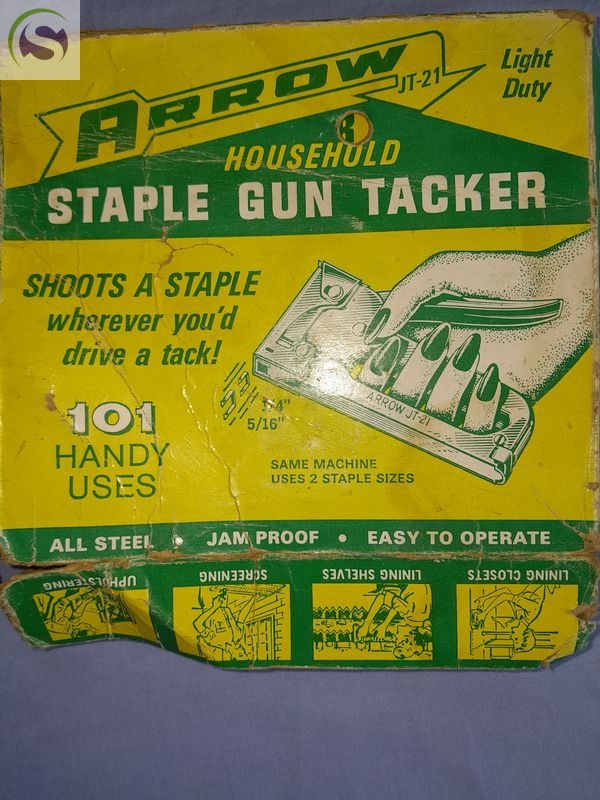 ARROW
JT-21
Light
Duty
HOUSEHOLD
STAPLE GUN TACKER
SHOOTS A STAPLE
wherever you'd
drive a tack!
101
HANDY
USES
1/4"
5/16"
ARROW JT-21
SAME MACHINE
USES 2 STAPLE SIZES
ALL STEEL • JAM PROOF • EASY TO OPERATE
UPHOLSTERING
SCREENING
LINING SHELVES
LINING CLOSETS